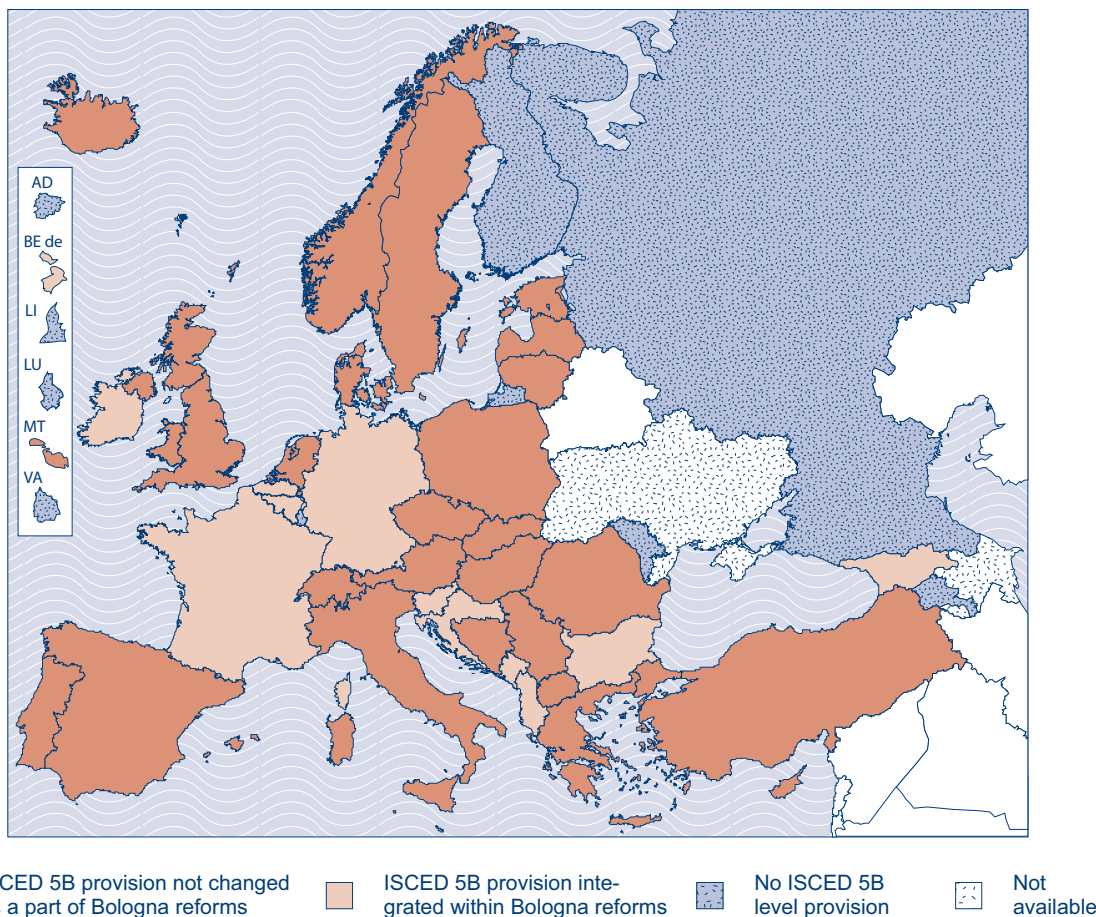 AD
BE de
LI
LU
MT
VA
CED 5B provision not changed
a part of Bologna reforms
ISCED 5B provision inte-
grated within Bologna reforms
No ISCED 5B
level provision
Not
available